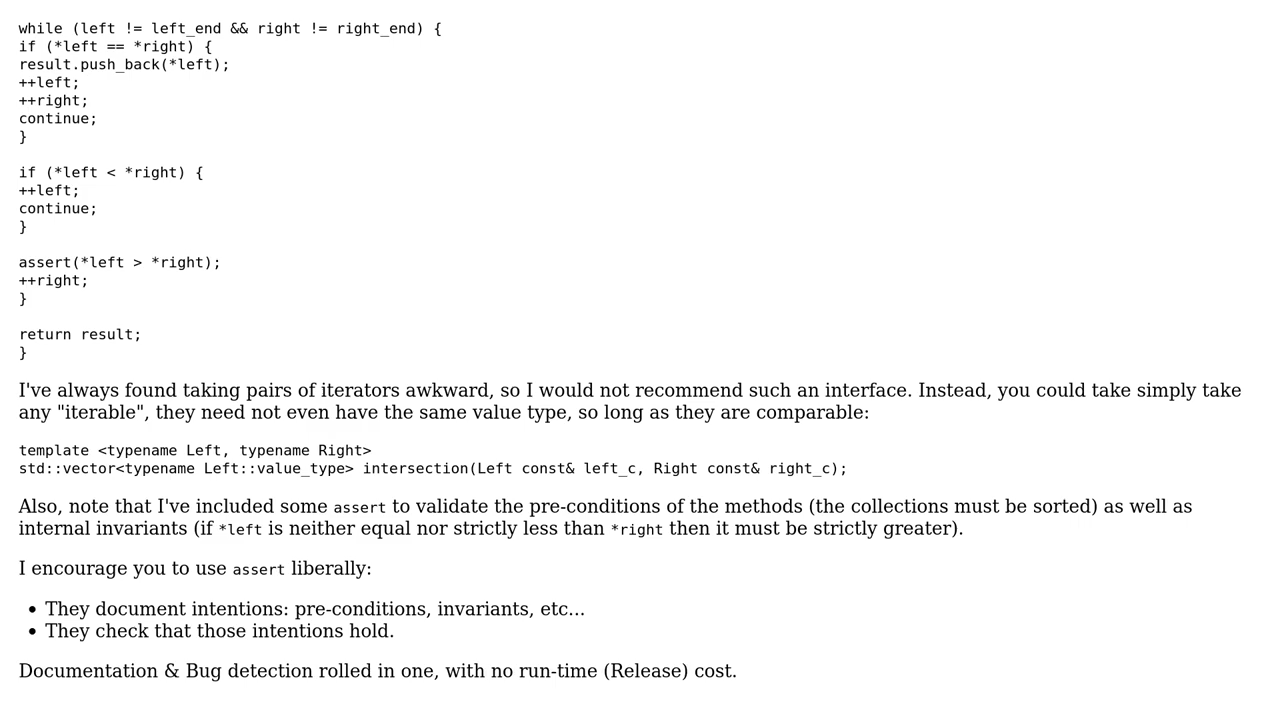 while (left != left_end && right != right_end) {
if (*left == *right) {
result.push_back(*left);
++left;
++right;
continue;
}

if (*left < *right) {
++left;
continue;
}

assert(*left > *right);
++right;
}

return result;
}

I've always found taking pairs of iterators awkward, so I would not recommend such an interface. Instead, you could take simply take
any "iterable", they need not even have the same value type, so long as they are comparable:

template <typename Left, typename Right>
std::vector<typename Left::value_type> intersection(Left const& left_c, Right const& right_c);

Also, note that I've included some assert to validate the pre-conditions of the methods (the collections must be sorted) as well as
internal invariants (if *left is neither equal nor strictly less than *right then it must be strictly greater).

I encourage you to use assert liberally:

• They document intentions: pre-conditions, invariants, etc...
• They check that those intentions hold.

Documentation & Bug detection rolled in one, with no run-time (Release) cost.